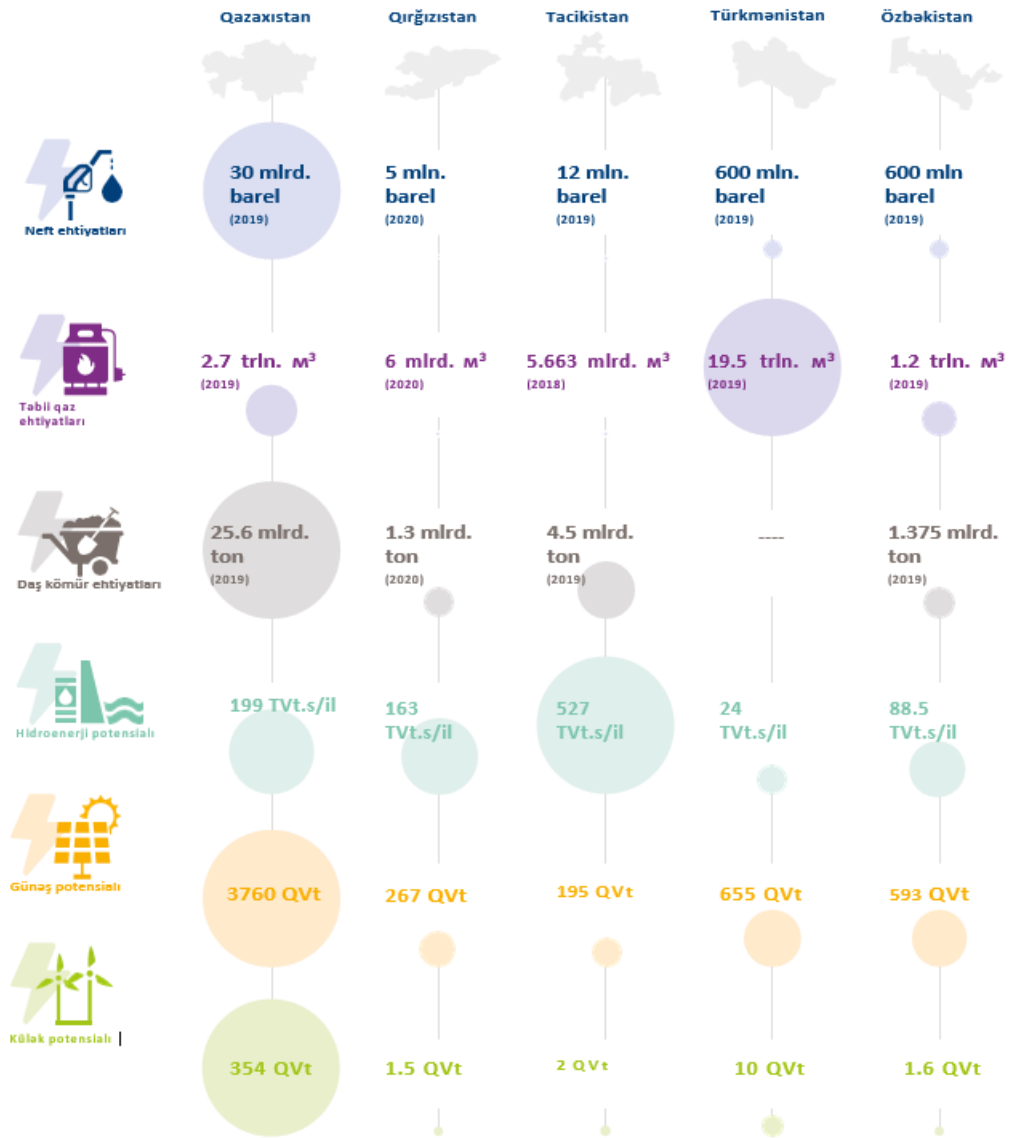 Qazaxıstan Qırğızıstan Tacikistan Türkmənistan Özbəkistan
30 mlrd. 5 mln. 12 mln. 600 mln. 600 mln
barel barel barel barel barel
(2019) (2020) (2019) (2019) (2019)
Neft ehtiyatları
2.7 trln. м³ 6 mlrd. м³ 5.663 mlrd. м³ 19.5 trln. м³ 1.2 trln. м³
(2019) (2020) (2018) (2019) (2019)
Təbii qaz
ehtiyatları
25.6 mlrd. 1.3 mlrd. 4.5 mlrd. ---- 1.375 mlrd.
ton ton ton ton
(2019) (2020) (2019) (2019)
Daş kömür ehtiyatları
199 TVt.s/il 163 527 24 88.5
TVt.s/il TVt.s/il TVt.s/il TVt.s/il
Hidroenerji potensialı
Günəş potensialı
3760 QVt 267 QVt 195 QVt 655 QVt 593 QVt
Külək potensialı
354 QVt 1.5 QVt 2 QVt 10 QVt 1.6 QVt